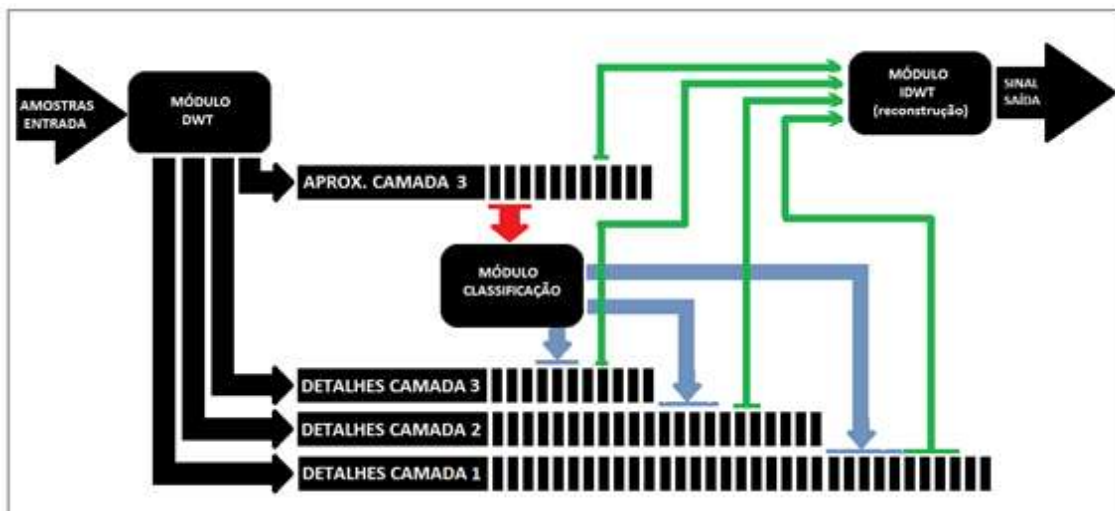 AMOSTRAS
ENTRADA
MÓDULO
DWT
MÓDULO
IDWT
(reconstrução)
SINAL
SAÍDA
APROX. CAMADA 3
MÓDULO
CLASSIFICAÇÃO
DETALHES CAMADA 3
DETALHES CAMADA 2
DETALHES CAMADA 1